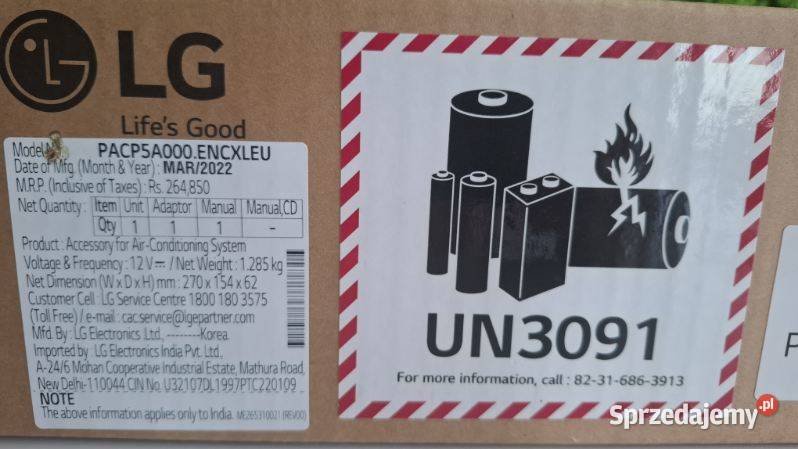 LG
Life's Good
Model : PACP5A000.ENCXLEU
Date of Mfg. (Month & Year) : MAR/2022
M.R.P. (Inclusive of Taxes) : Rs. 264,850
Net Quantity : Item Unit Adaptor Manual Manual,CD
Qty 1 1 1 -
Product : Accessory for Air-Conditioning System
Voltage & Frequency : 12 V⎓ / Net Weight : 1.285 kg
Net Dimension (W x D x H) mm : 270 x 154 x 62
Customer Cell : LG Service Centre 1800 180 3575
(Toll Free) / e-mail : cac.service@lgepartner.com
Mfd. By : LG Electronics .Ltd., --------Korea.
Imported by : LG Electronics India Pvt. Ltd.,
A-24/6 Mohan Cooperative Industrial Estate, Mathura Road,
New Delhi-110044 CIN No. U32107DL1997PTC220109
NOTE
The above information applies only to India. MEZ65310021 (REV00)
UN3091
For more information, call : 82-31-686-3913
P
Sprzedajemy.pl